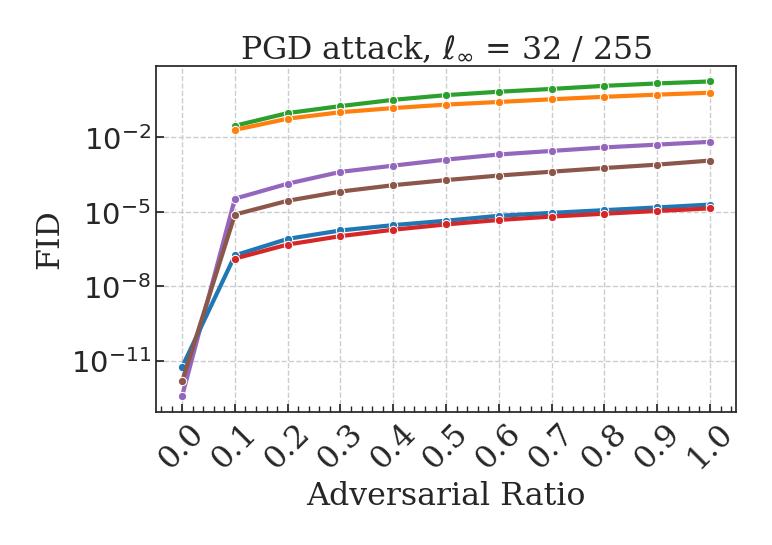 PGD attack, ℓ∞ = 32 / 255
FID
10⁻²
10⁻⁵
10⁻⁸
10⁻¹¹
0.0 0.1 0.2 0.3 0.4 0.5 0.6 0.7 0.8 0.9 1.0
Adversarial Ratio